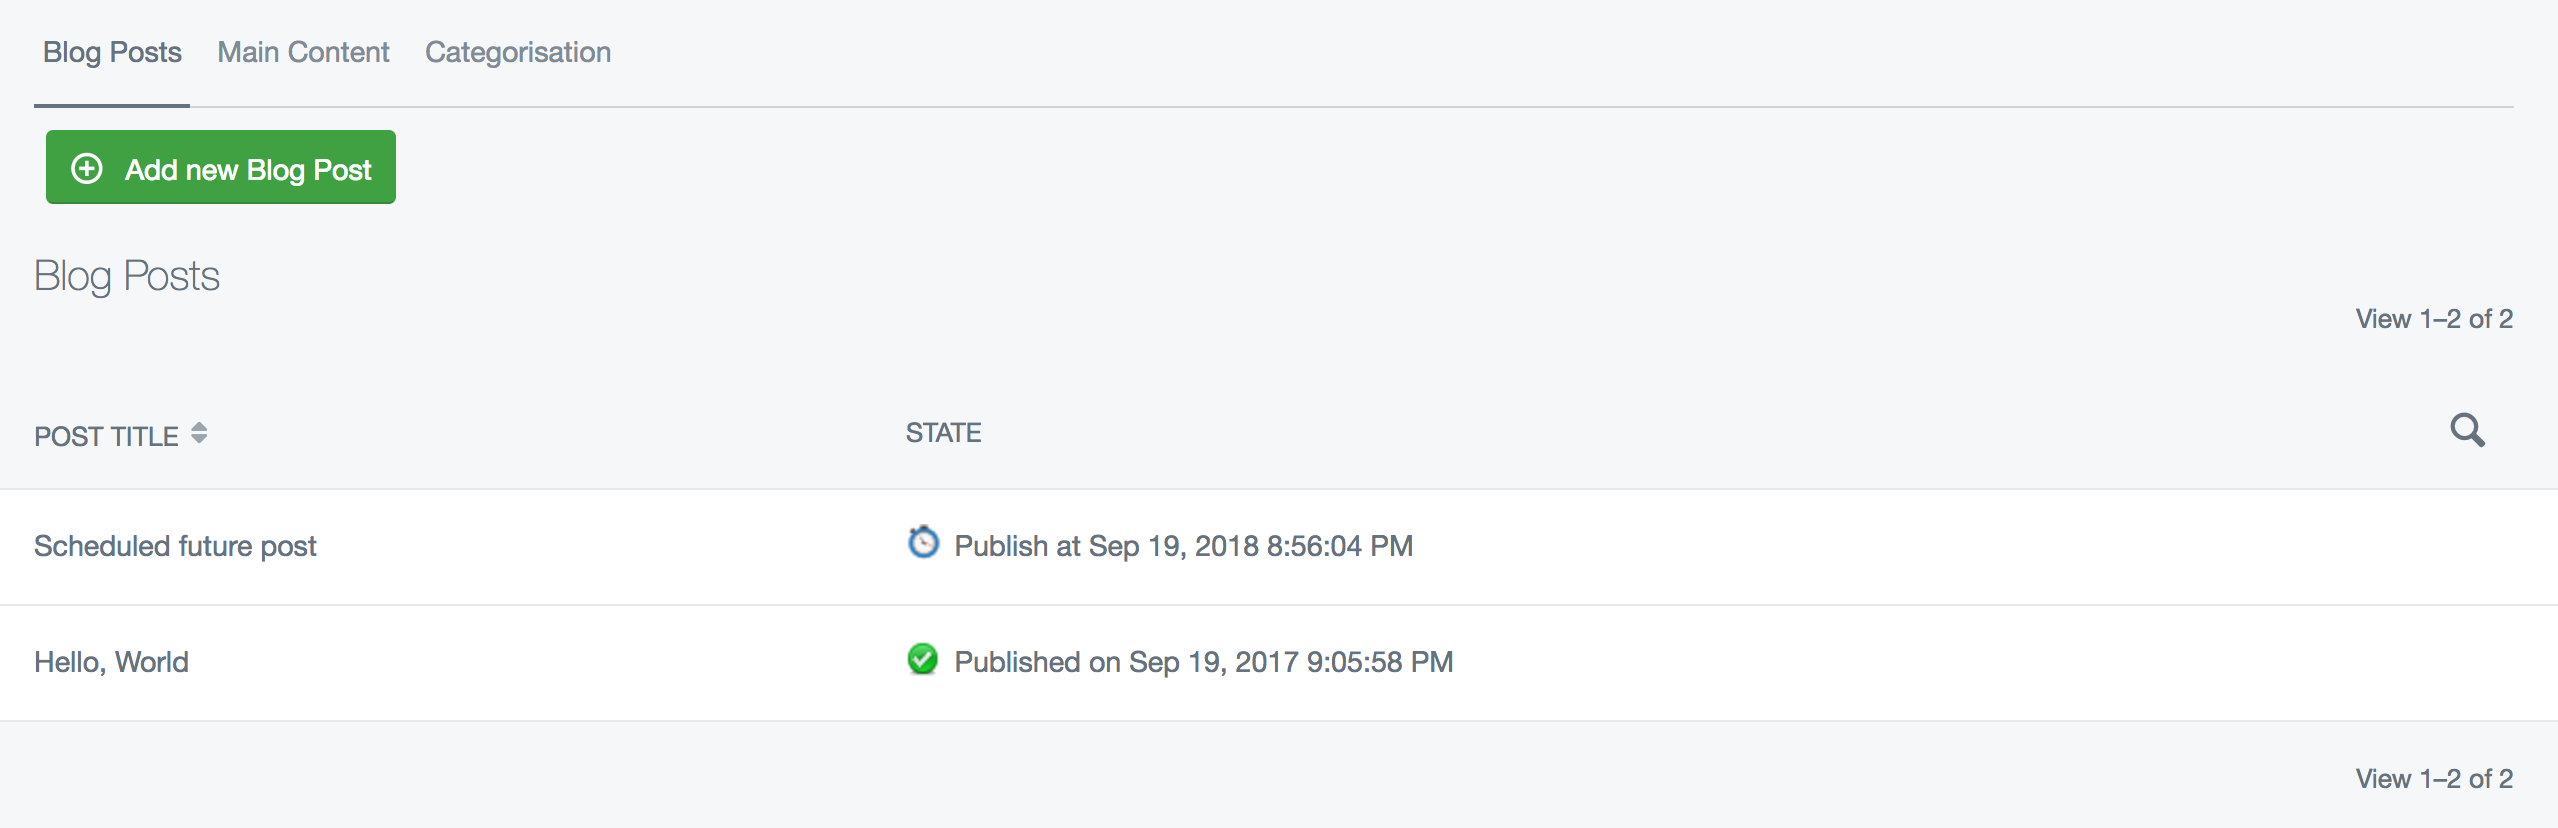 Blog Posts Main Content Categorisation
Add new Blog Post
Blog Posts
View 1–2 of 2
POST TITLE STATE
Scheduled future post Publish at Sep 19, 2018 8:56:04 PM
Hello, World Published on Sep 19, 2017 9:05:58 PM
View 1–2 of 2